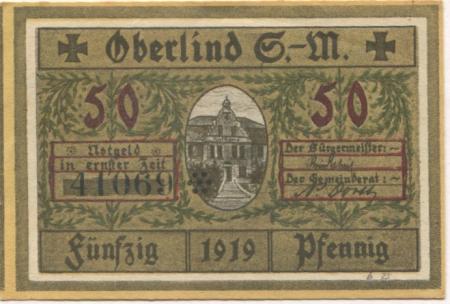 Oberlind S.-M.
50 50
Notgeld
in ernster Zeit
41069
Der Bürgermeister:
Der Gemeinderat:
Fünfzig 1919 Pfennig